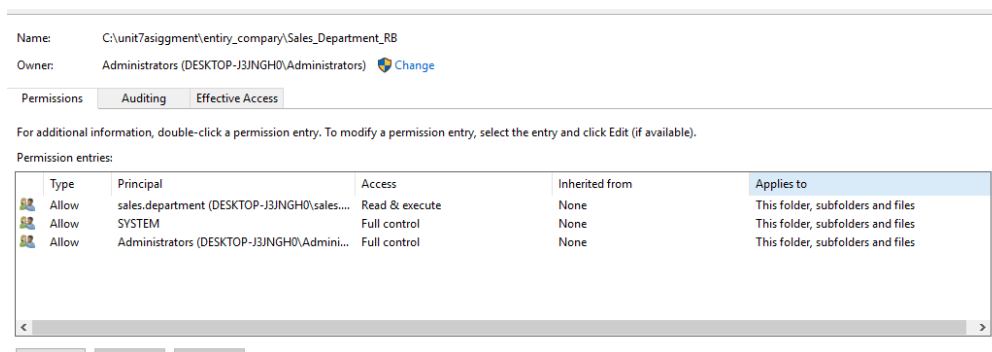 Name: C:\unit7asiggment\entiry_compary\Sales_Department_RB
Owner: Administrators (DESKTOP-J3JNGH0\Administrators) Change
Permissions Auditing Effective Access
For additional information, double-click a permission entry. To modify a permission entry, select the entry and click Edit (if available).
Permission entries:
Type Principal Access Inherited from Applies to
Allow sales.department (DESKTOP-J3JNGH0\sales.... Read & execute None This folder, subfolders and files
Allow SYSTEM Full control None This folder, subfolders and files
Allow Administrators (DESKTOP-J3JNGH0\Admini... Full control None This folder, subfolders and files